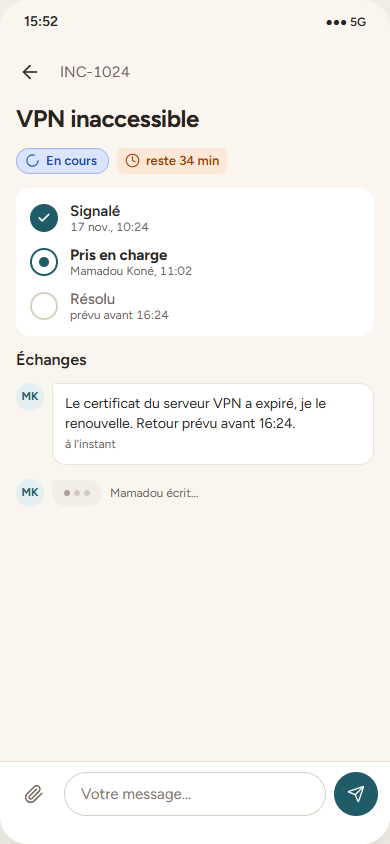 15:52
5G
INC-1024
VPN inaccessible
En cours
reste 34 min
Signalé
17 nov., 10:24
Pris en charge
Mamadou Koné, 11:02
Résolu
prévu avant 16:24
Échanges
MK
Le certificat du serveur VPN a expiré, je le
renouvelle. Retour prévu avant 16:24.
à l'instant
MK
Mamadou écrit...
Votre message...